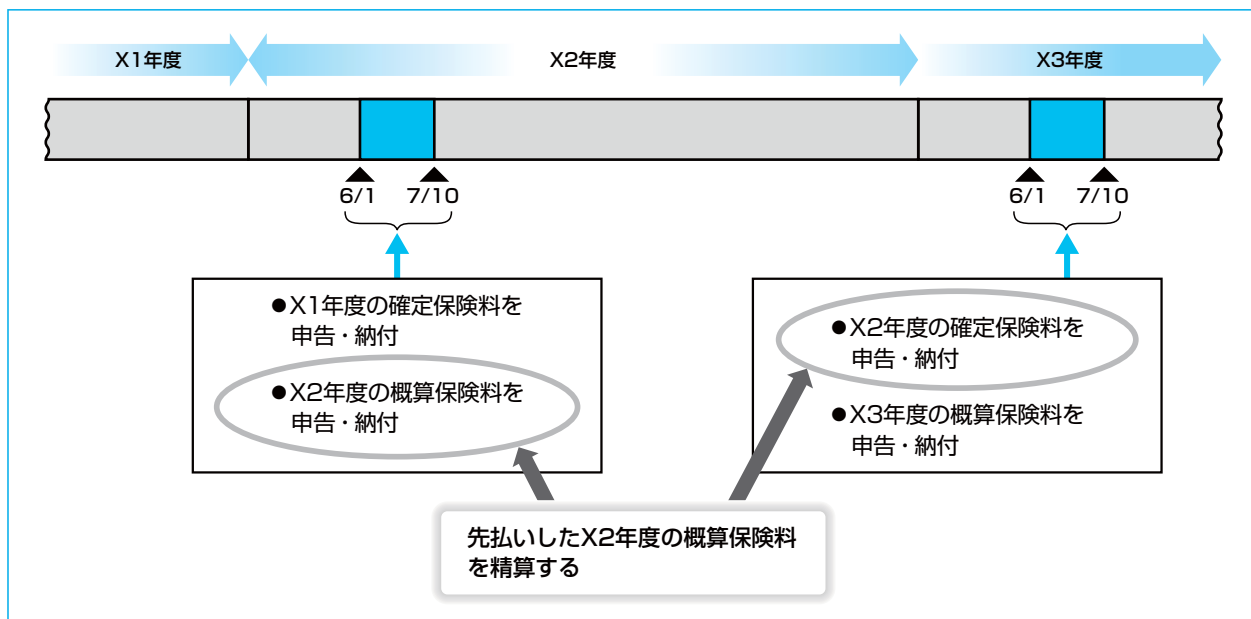 X1年度
X2年度
X3年度
6/1
7/10
6/1
7/10
●X1年度の確定保険料を
申告・納付
●X2年度の概算保険料を
申告・納付
●X2年度の確定保険料を
申告・納付
●X3年度の概算保険料を
申告・納付
先払いしたX2年度の概算保険料
を精算する